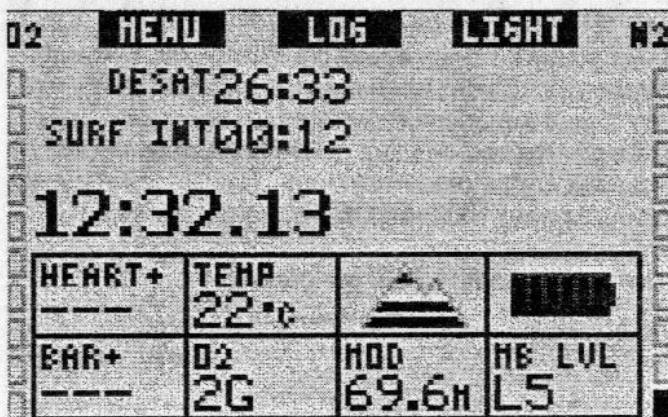 O2 MENU LOG LIGHT N2
DESAT 26:33
SURF INT 00:12
12:32.13
HEART+ TEMP
--- 22°C
BAR+ O2 MOD MB LVL
--- 2G 69.6M L5